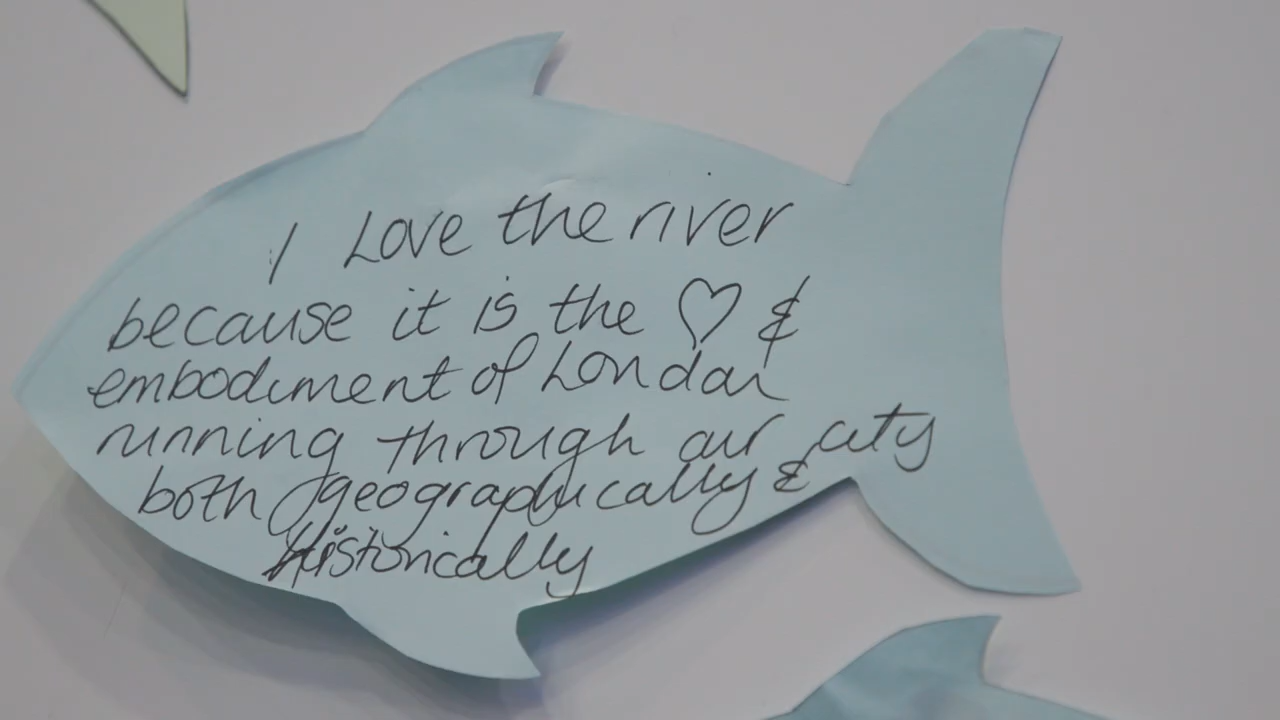 I Love the river
because it is the ♡ &
embodiment of London
running through our city
both geographically &
Historically